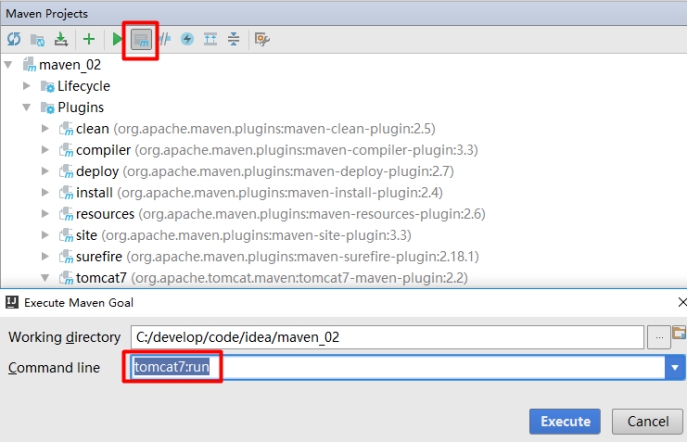 Maven Projects
maven_02
Lifecycle
Plugins
clean (org.apache.maven.plugins:maven-clean-plugin:2.5)
compiler (org.apache.maven.plugins:maven-compiler-plugin:3.3)
deploy (org.apache.maven.plugins:maven-deploy-plugin:2.7)
install (org.apache.maven.plugins:maven-install-plugin:2.4)
resources (org.apache.maven.plugins:maven-resources-plugin:2.6)
site (org.apache.maven.plugins:maven-site-plugin:3.3)
surefire (org.apache.maven.plugins:maven-surefire-plugin:2.18.1)
tomcat7 (org.apache.tomcat.maven:tomcat7-maven-plugin:2.2)
Execute Maven Goal
Working directory C:/develop/code/idea/maven_02 ...
Command line tomcat7:run
Execute Cancel